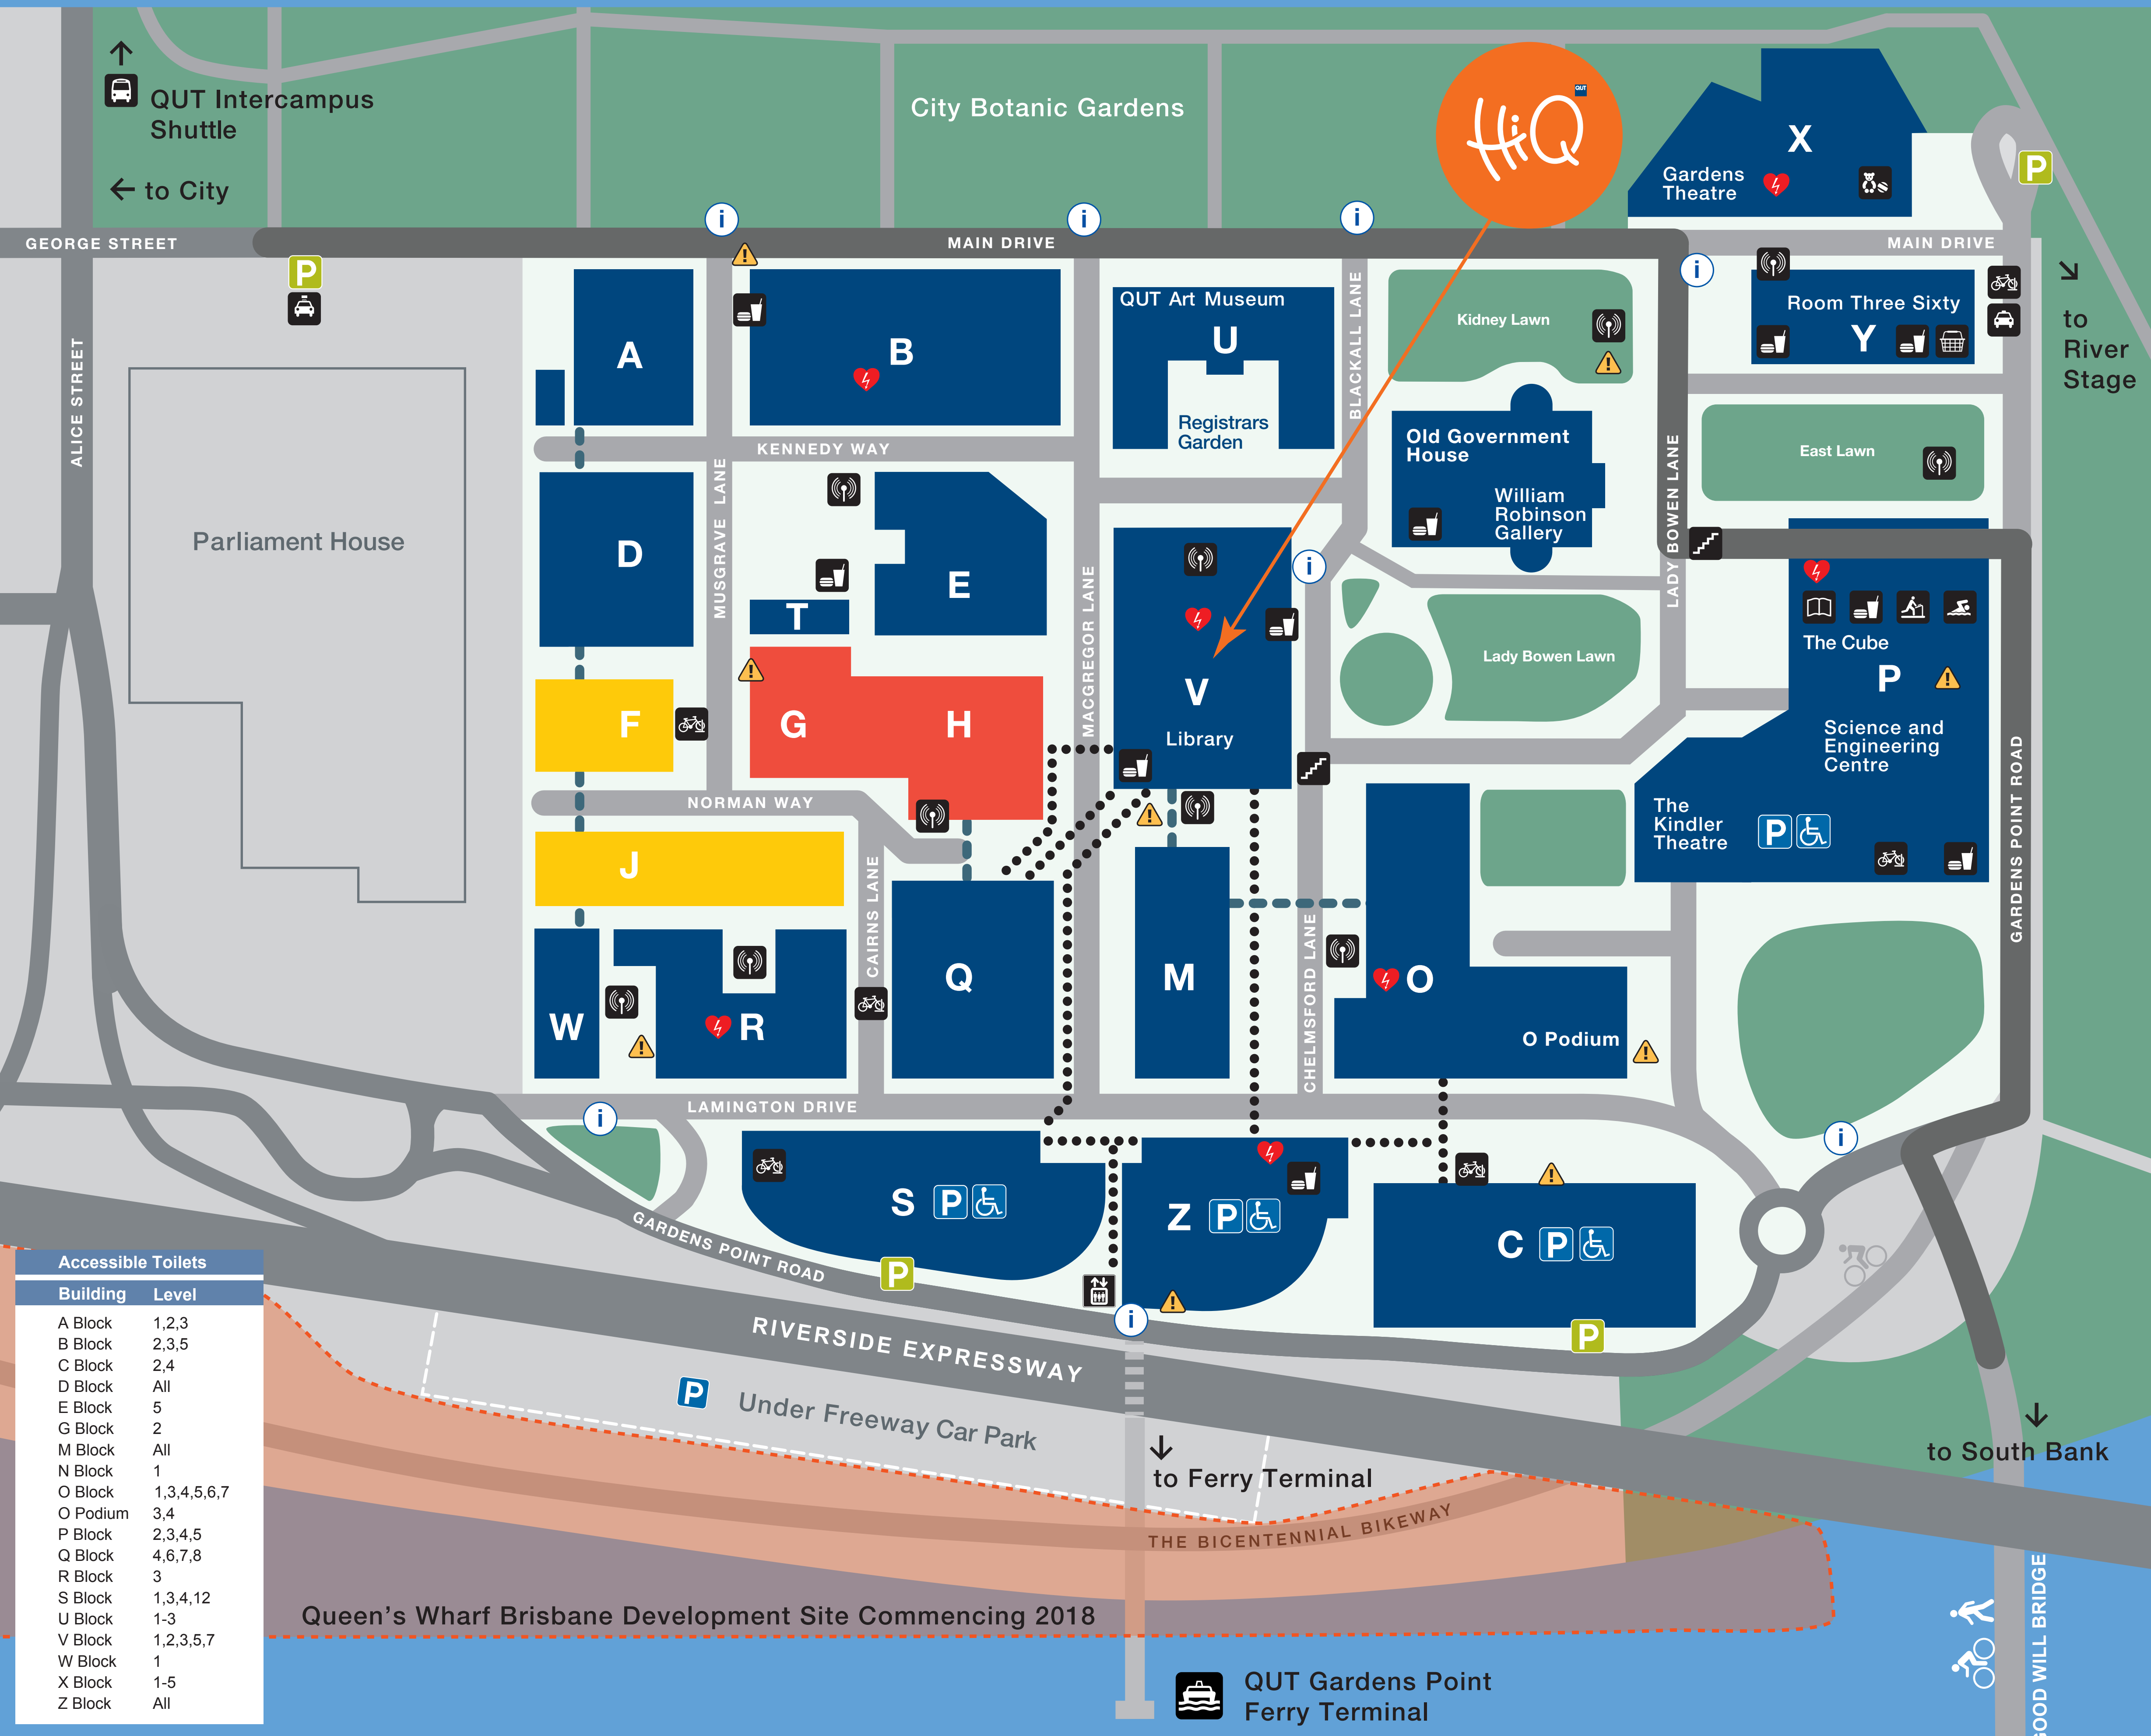 QUT Intercampus
Shuttle
← to City
City Botanic Gardens
QUT
HiQ
X
Gardens
Theatre
P
GEORGE STREET
MAIN DRIVE
MAIN DRIVE
i
i
i
i
P
ALICE STREET
Parliament House
A
B
QUT Art Museum
U
Registrars
Garden
BLACKALL LANE
Kidney Lawn
Room Three Sixty
Y
to
River
Stage
KENNEDY WAY
MUSGRAVE LANE
Old Government
House
William
Robinson
Gallery
LADY BOWEN LANE
East Lawn
D
E
T
MACGREGOR LANE
i
V
Library
Lady Bowen Lawn
The Cube
P
Science and
Engineering
Centre
The
Kindler
Theatre
P
GARDENS POINT ROAD
F
G
H
NORMAN WAY
J
CAIRNS LANE
Q
M
CHELMSFORD LANE
O
O Podium
W
R
LAMINGTON DRIVE
i
i
S
P
Z
P
C
P
GARDENS POINT ROAD
P
P
i
RIVERSIDE EXPRESSWAY
P
Under Freeway Car Park
to Ferry Terminal
to South Bank
THE BICENTENNIAL BIKEWAY
Queen's Wharf Brisbane Development Site Commencing 2018
QUT Gardens Point
Ferry Terminal
GOOD WILL BRIDGE
Accessible Toilets
Building Level
A Block 1,2,3
B Block 2,3,5
C Block 2,4
D Block All
E Block 5
G Block 2
M Block All
N Block 1
O Block 1,3,4,5,6,7
O Podium 3,4
P Block 2,3,4,5
Q Block 4,6,7,8
R Block 3
S Block 1,3,4,12
U Block 1-3
V Block 1,2,3,5,7
W Block 1
X Block 1-5
Z Block All